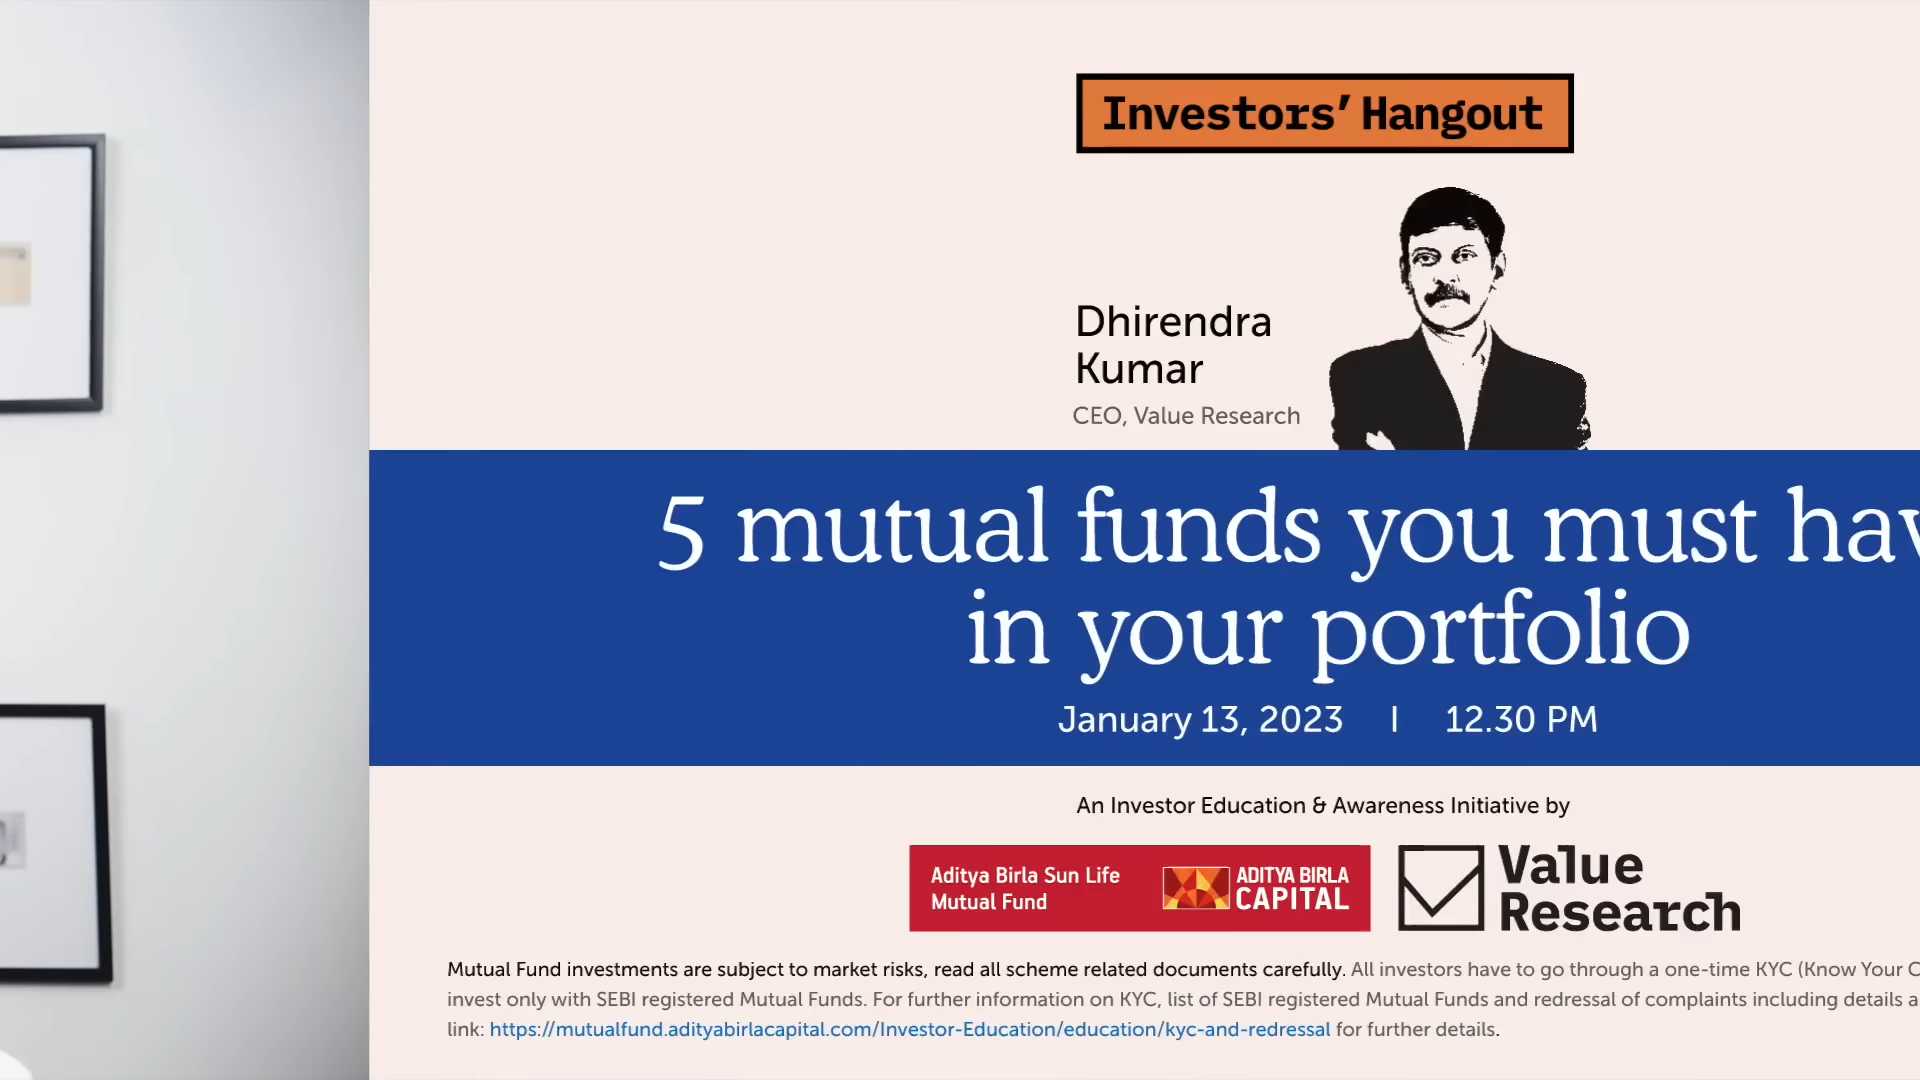 Investors’ Hangout
Dhirendra
Kumar
CEO, Value Research
5 mutual funds you must
in your portfolio
January 13, 2023 | 12.30 PM
An Investor Education & Awareness Initiative by
Aditya Birla Sun Life
Mutual Fund
ADITYA BIRLA
CAPITAL
Value
Research
Mutual Fund investments are subject to market risks, read all scheme related documents carefully. All investors have to go through a one-time KYC (Know Your
invest only with SEBI registered Mutual Funds. For further information on KYC, list of SEBI registered Mutual Funds and redressal of complaints including details
link: https://mutualfund.adityabirlacapital.com/Investor-Education/education/kyc-and-redressal for further details.